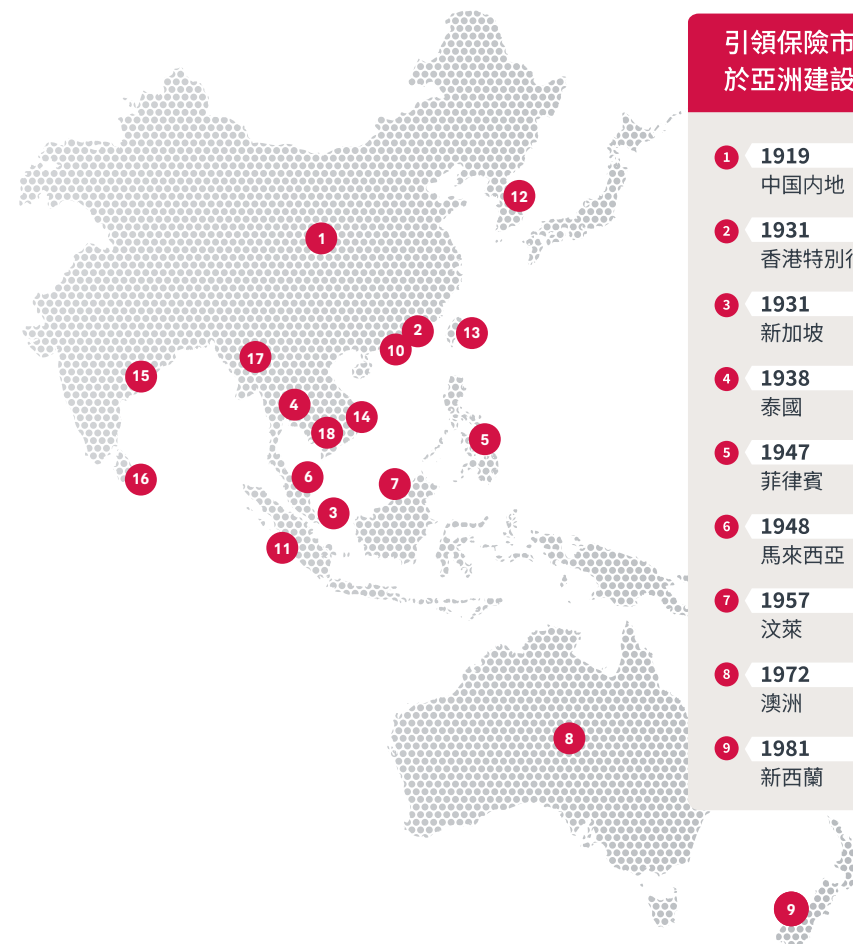 引領保險市
於亞洲建設
1 1919
中国内地
2 1931
香港特別
3 1931
新加坡
4 1938
泰國
5 1947
菲律賓
6 1948
馬來西亞
7 1957
汶萊
8 1972
澳洲
9 1981
新西蘭
12
1
2
13
10
17
15
4
14
18
5
16
6
7
3
11
8
9